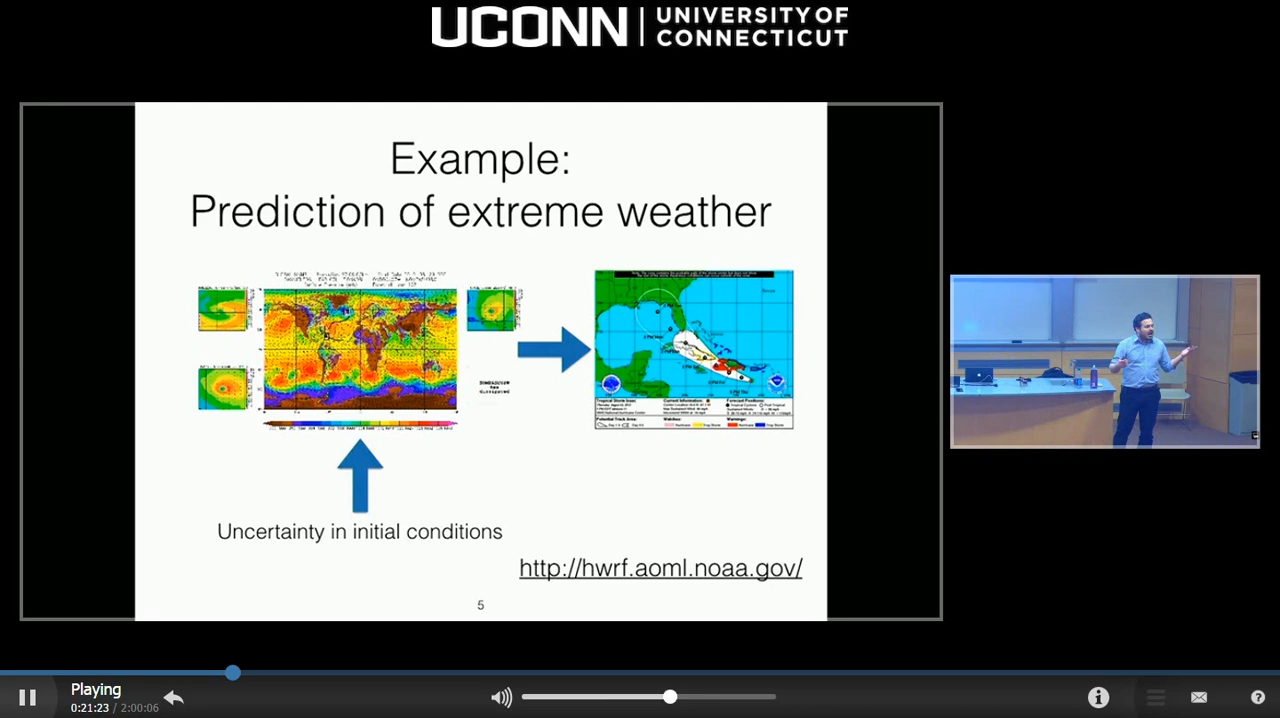 UCONN UNIVERSITY OF
CONNECTICUT
Example:
Prediction of extreme weather
Uncertainty in initial conditions
http://hwrf.aoml.noaa.gov/
5
Playing
0:21:23 / 2:00:06